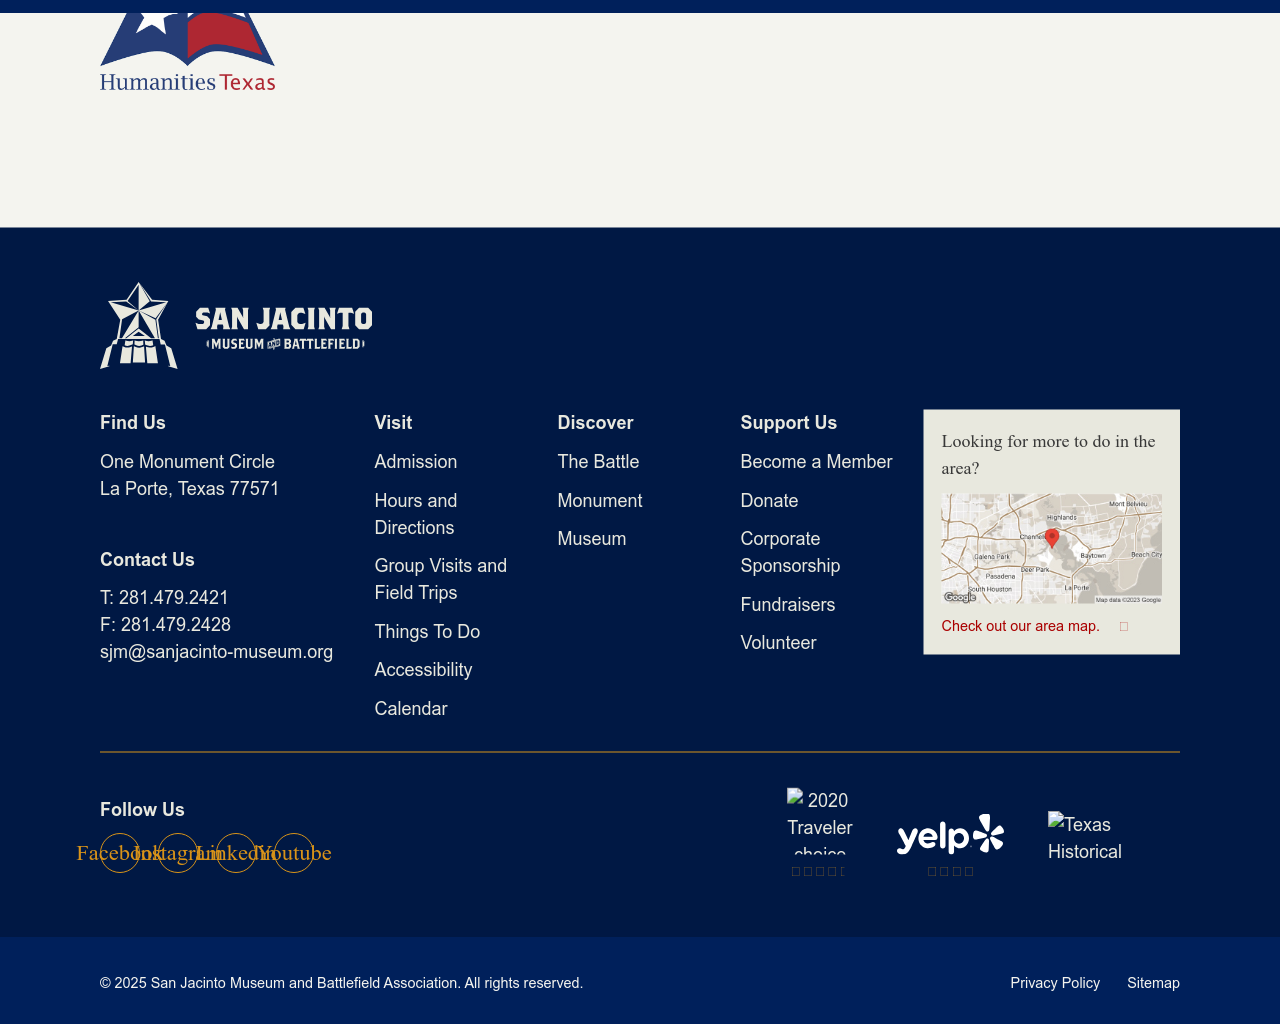 Humanities Texas
SAN JACINTO
MUSEUM AND BATTLEFIELD
Find Us
One Monument Circle
La Porte, Texas 77571
Contact Us
T: 281.479.2421
F: 281.479.2428
sjm@sanjacinto-museum.org
Visit
Admission
Hours and
Directions
Group Visits and
Field Trips
Things To Do
Accessibility
Calendar
Discover
The Battle
Monument
Museum
Support Us
Become a Member
Donate
Corporate
Sponsorship
Fundraisers
Volunteer
Looking for more to do in the
area?
Mont Belvieu
Highlands
Channelv
Galena Park
Baytown
Beach City
Deer Park
Pasadena
La Porte
South Houston
Google
Map data ©2023 Google
Check out our area map.
Follow Us
Facebook
Instagram
LinkedIn
Youtube
2020
Traveler
choice
yelp
Texas
Historical
© 2025 San Jacinto Museum and Battlefield Association. All rights reserved.
Privacy Policy
Sitemap